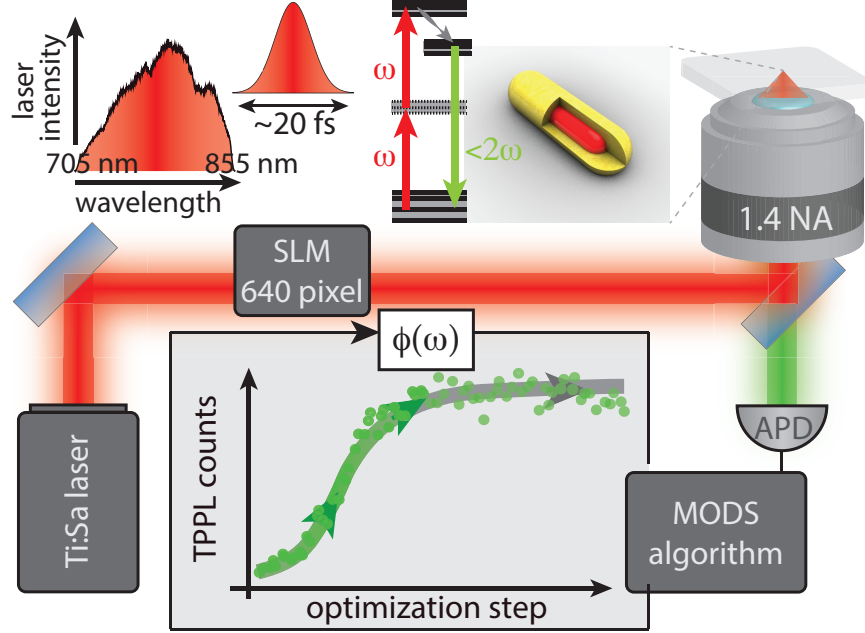 laser
intensity
705 nm
855 nm
wavelength
~20 fs
ω
ω
<2ω
1.4 NA
SLM
640 pixel
ϕ(ω)
Ti:Sa laser
TPPL counts
optimization step
APD
MODS
algorithm